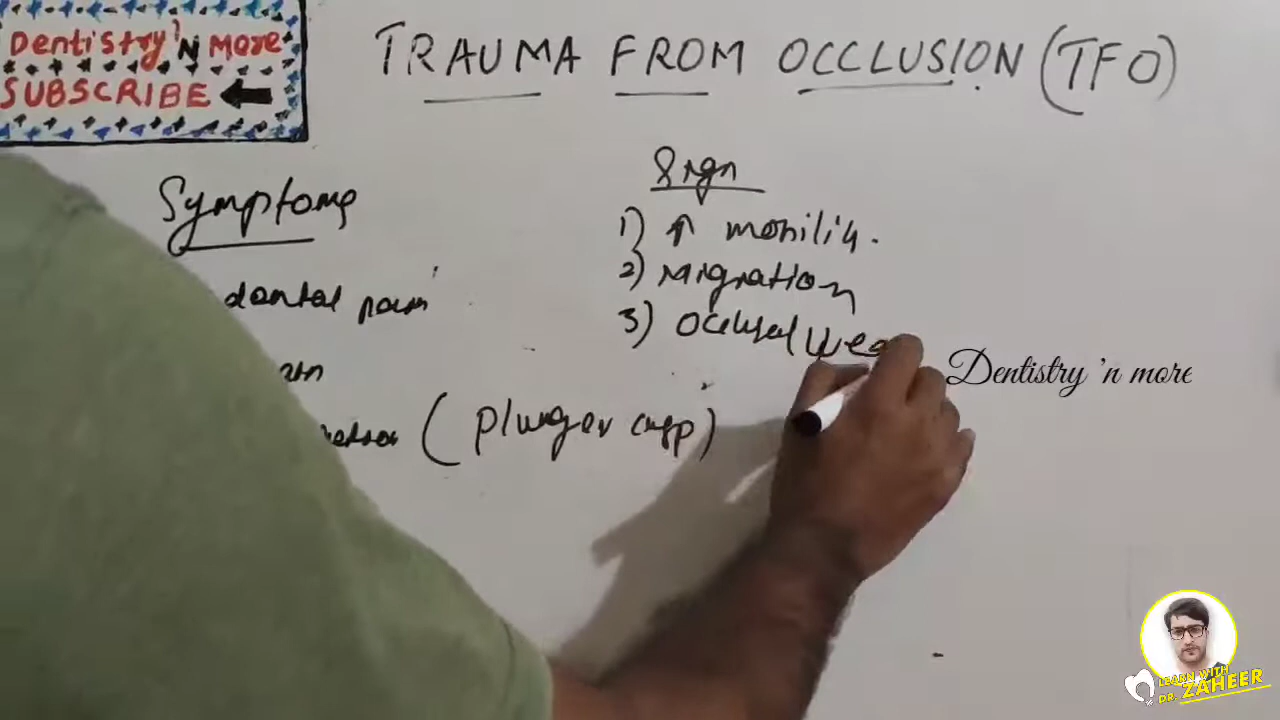 Dentistry 'N More
SUBSCRIBE
TRAUMA FROM OCCLUSION (TFO)
Symptoms
dental pain
(plunger cusp)
Sign
1) ↑ mobility.
2) Migration
3) Occlusal
Dentistry 'n more
LEARN WITH
DR. ZAHEER